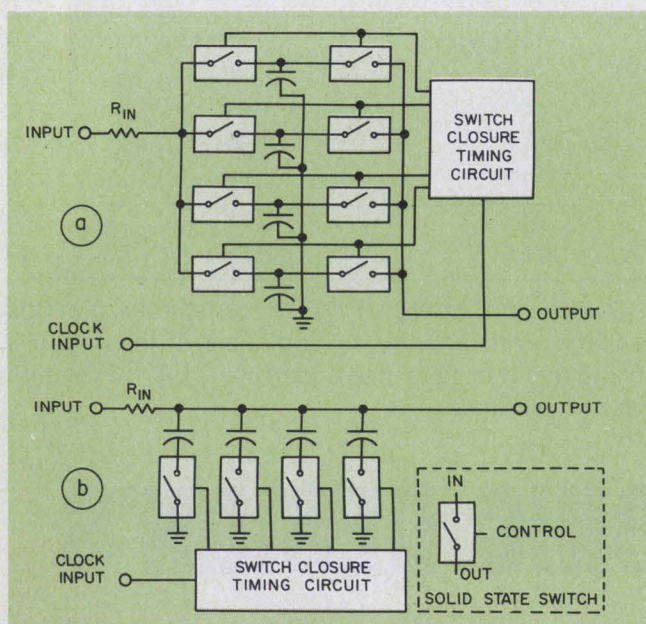 SWITCH
CLOSURE
TIMING
CIRCUIT
R_IN
INPUT
a
OUTPUT
CLOCK
INPUT
R_IN
INPUT
OUTPUT
b
IN
CONTROL
OUT
SOLID STATE SWITCH
CLOCK
INPUT
SWITCH CLOSURE
TIMING CIRCUIT